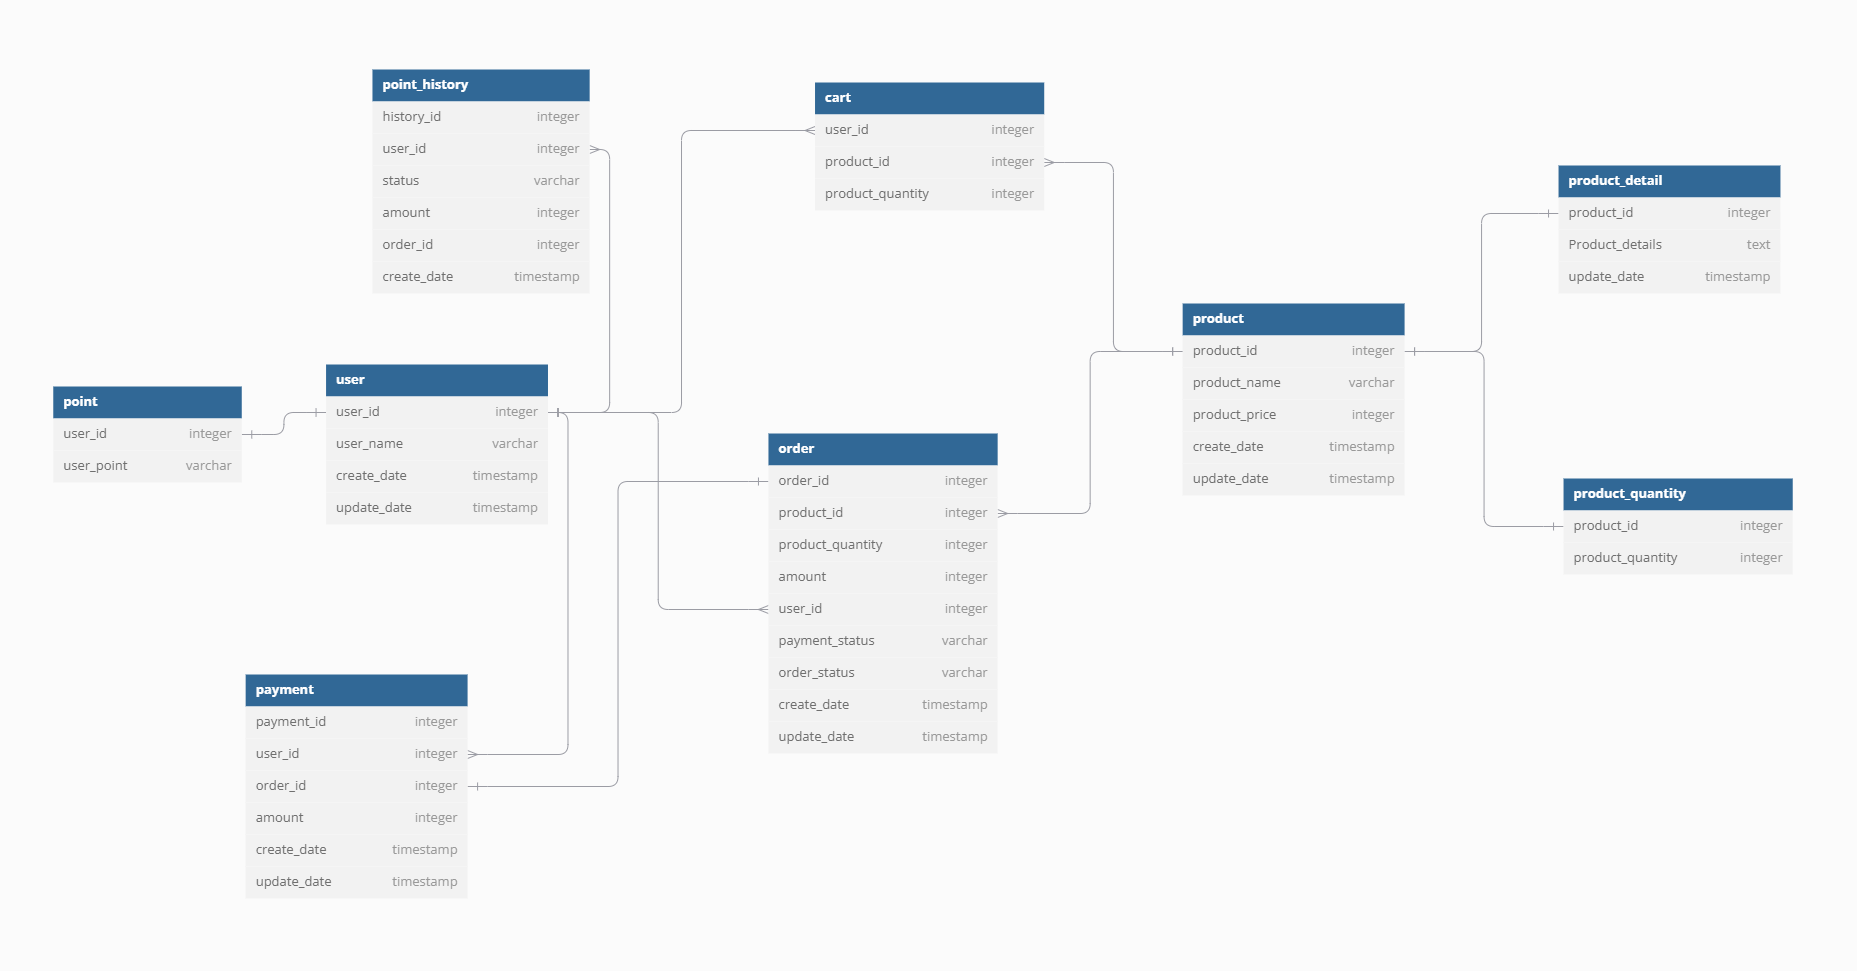 point_history
history_id integer
user_id integer
status varchar
amount integer
order_id integer
create_date timestamp
cart
user_id integer
product_id integer
product_quantity integer
product_detail
product_id integer
Product_details text
update_date timestamp
product
product_id integer
product_name varchar
product_price integer
create_date timestamp
update_date timestamp
point
user_id integer
user_point varchar
user
user_id integer
user_name varchar
create_date timestamp
update_date timestamp
order
order_id integer
product_id integer
product_quantity integer
amount integer
user_id integer
payment_status varchar
order_status varchar
create_date timestamp
update_date timestamp
product_quantity
product_id integer
product_quantity integer
payment
payment_id integer
user_id integer
order_id integer
amount integer
create_date timestamp
update_date timestamp